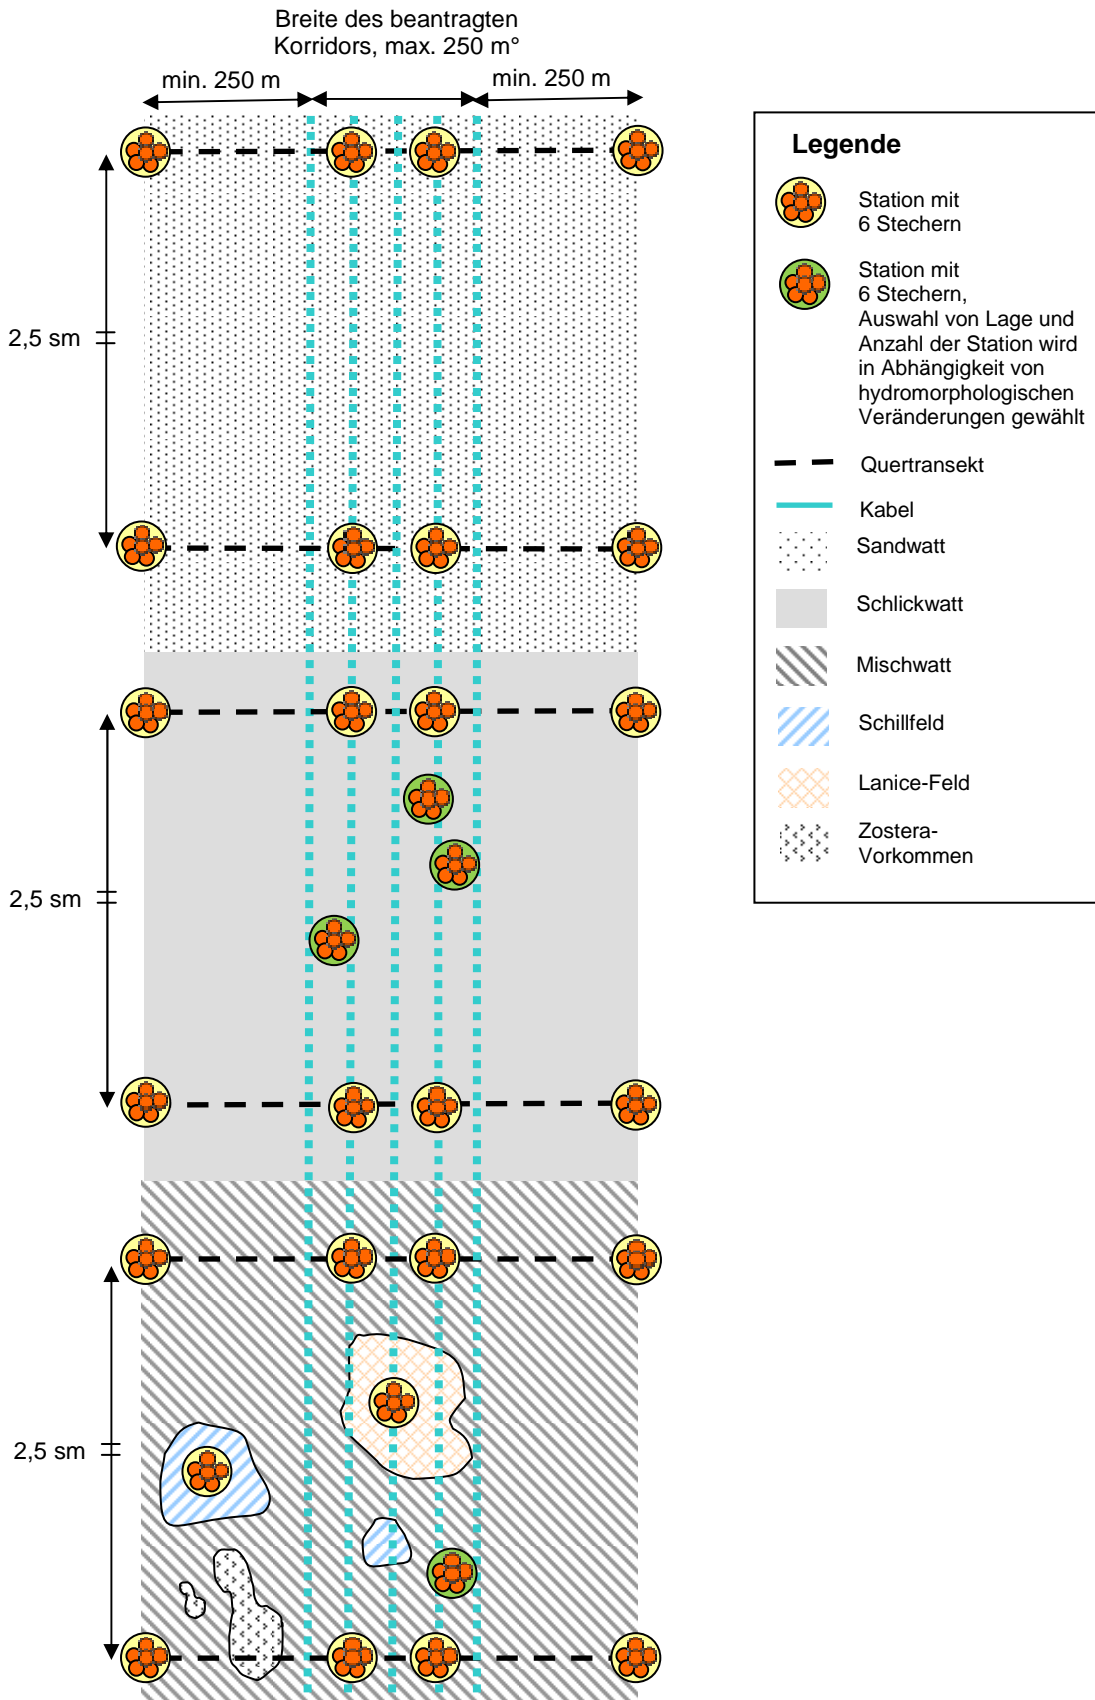 Breite des beantragten
Korridors, max. 250 m°
min. 250 m
min. 250 m
2,5 sm
2,5 sm
2,5 sm
Legende
Station mit
6 Stechern
Station mit
6 Stechern,
Auswahl von Lage und
Anzahl der Station wird
in Abhängigkeit von
hydromorphologischen
Veränderungen gewählt
Quertransekt
Kabel
Sandwatt
Schlickwatt
Mischwatt
Schillfeld
Lanice-Feld
Zostera-
Vorkommen